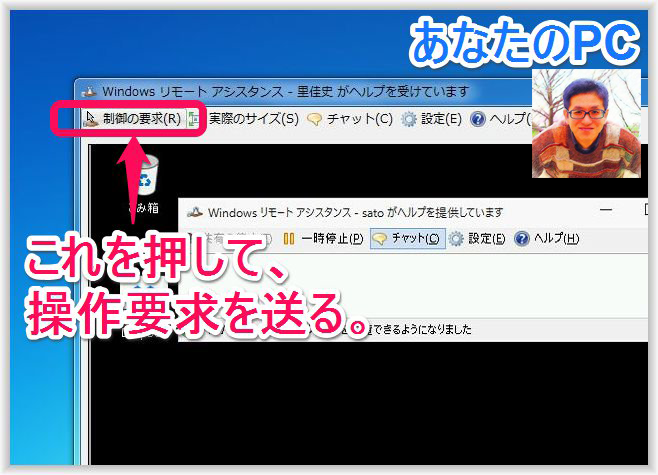 あなたのPC
Windows リモート アシスタンス - 里佳史 がヘルプを受けています
制御の要求(R) 実際のサイズ(S) チャット(C) 設定(E) ヘルプ(
ごみ箱
Windows リモート アシスタンス - sato がヘルプを提供しています
一時停止(P) チャット(C) 設定(E) ヘルプ(H)
これを押して、
操作要求を送る。
できるようになりました